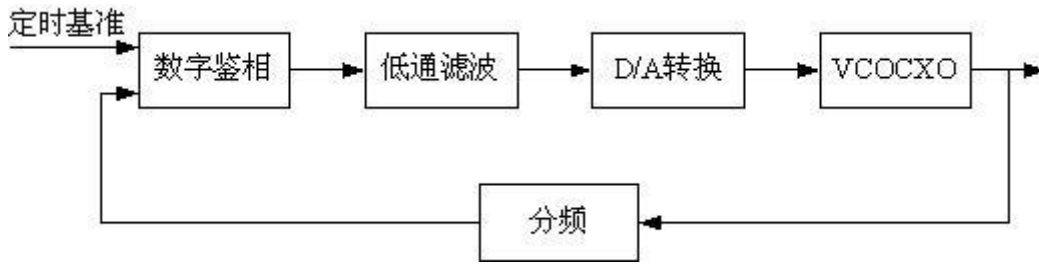 定时基准
数字鉴相
低通滤波
D/A转换
VCOCXO
分频